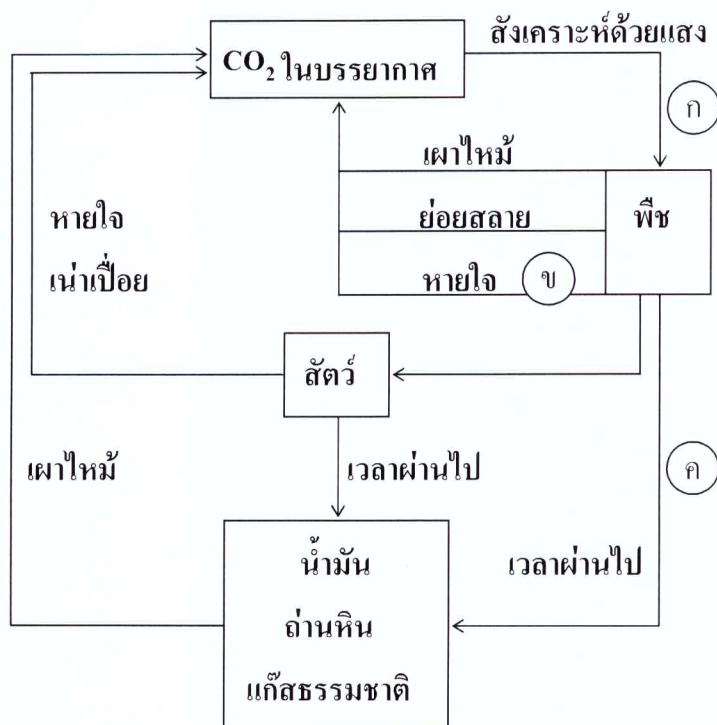 สังเคราะห์ด้วยแสง
CO₂ ในบรรยากาศ
ก
เผาไหม้
หายใจ
ย่อยสลาย
พืช
เน่าเปื่อย
หายใจ
ข
สัตว์
เผาไหม้
เวลาผ่านไป
ค
น้ำมัน
เวลาผ่านไป
ถ่านหิน
แก๊สธรรมชาติ